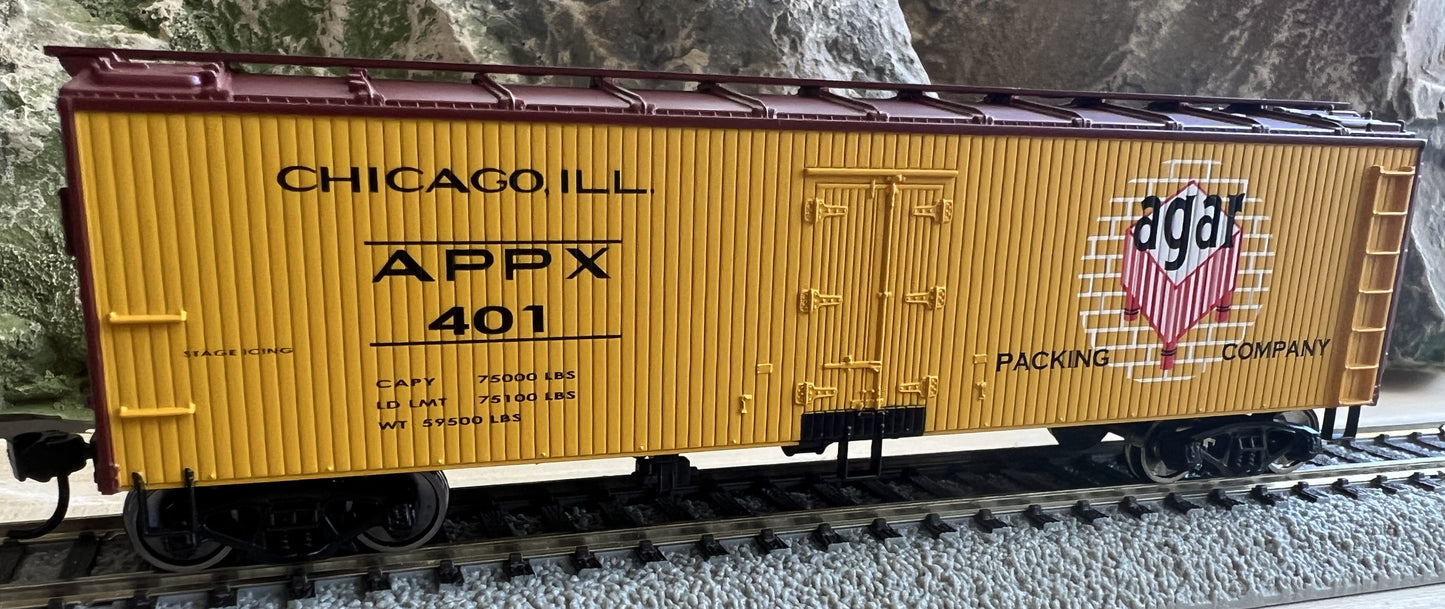 CHICAGO, ILL.
APPX
401
STAGE ICING
CAPY 75000 LBS
LD LMT 75100 LBS
WT 59500 LBS
agar
PACKING COMPANY